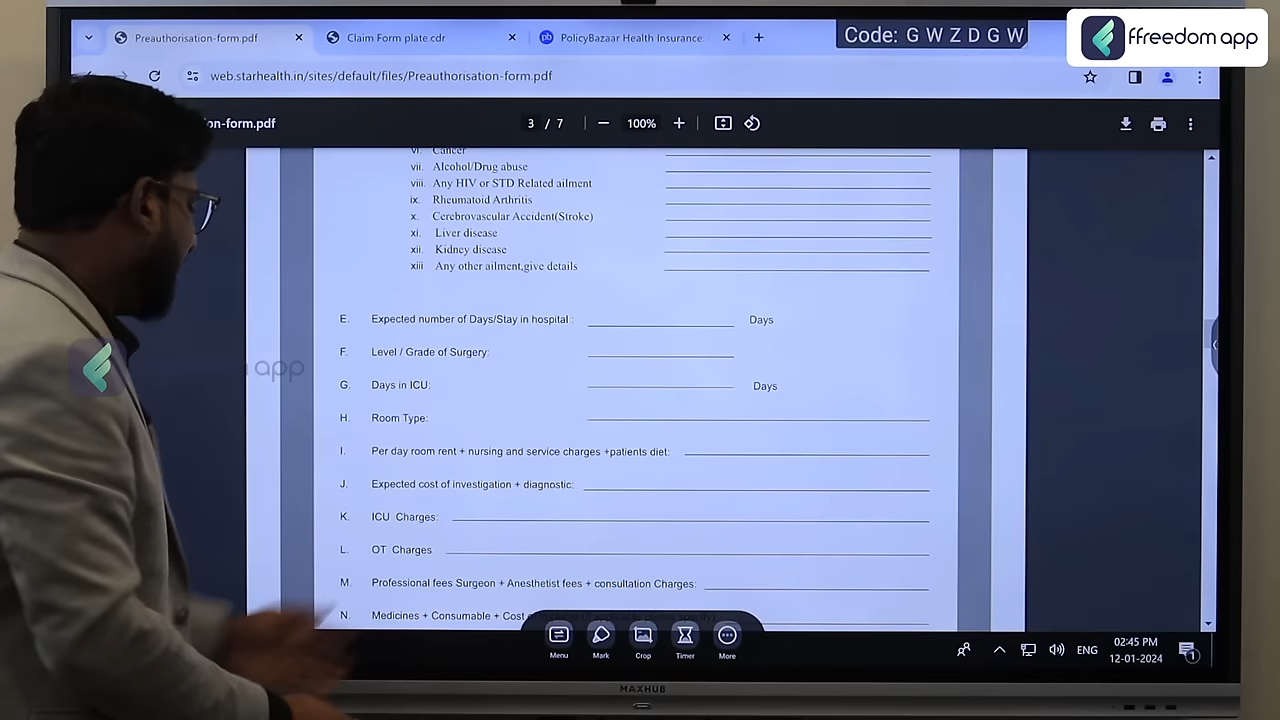 Preauthorisation-form.pdf
Claim Form plate.cdr
PolicyBazaar Health Insurance:
Code: G W Z D G W
ffreedom app
web.starhealth.in/sites/default/files/Preauthorisation-form.pdf
on-form.pdf
3 / 7
100%
vi. Cancer
vii. Alcohol/Drug abuse
viii. Any HIV or STD Related ailment
ix. Rheumatoid Arthritis
x. Cerebrovascular Accident(Stroke)
xi. Liver disease
xii. Kidney disease
xiii Any other ailment,give details
E. Expected number of Days/Stay in hospital : Days
app
F. Level / Grade of Surgery:
G. Days in ICU: Days
H. Room Type:
I. Per day room rent + nursing and service charges +patients diet:
J. Expected cost of investigation + diagnostic:
K. ICU Charges:
L. OT Charges
M. Professional fees Surgeon + Anesthetist fees + consultation Charges:
N. Medicines + Consumable + Cost
Menu Mark Crop Timer More
ENG
02:45 PM
12-01-2024
1
MAXHUB